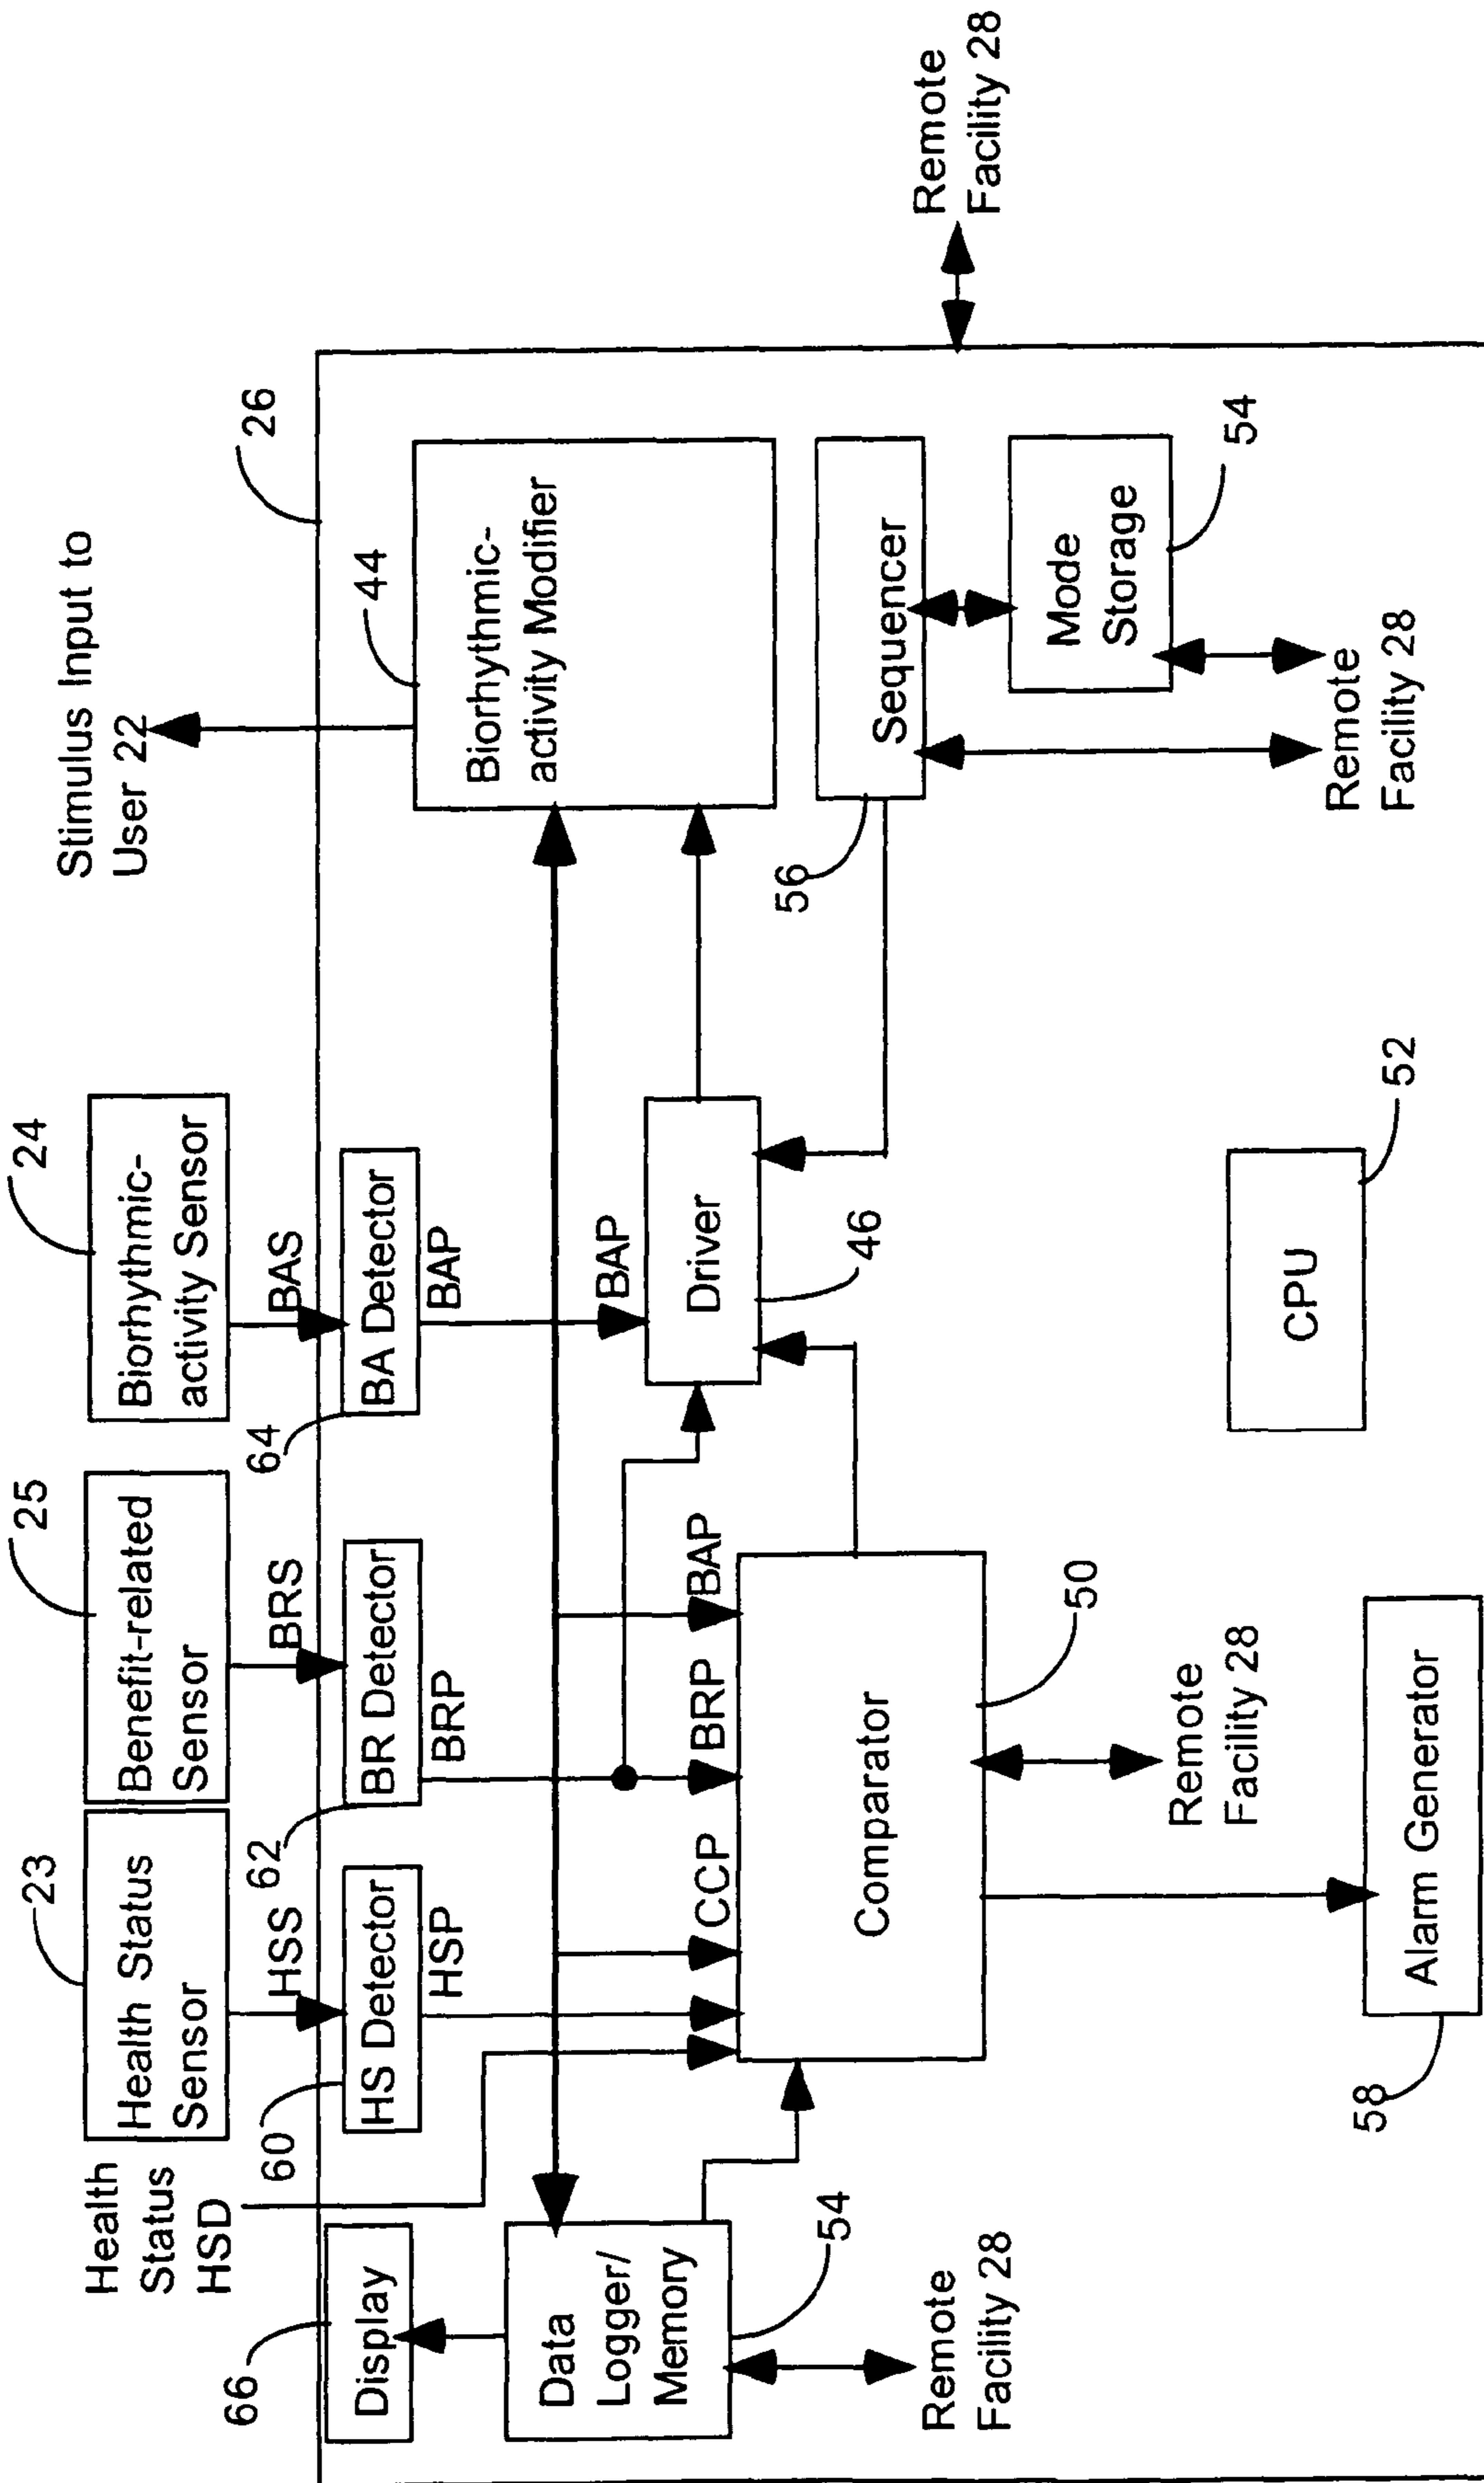 Stimulus Input to
User 22
24
25
23
Biorhythmic-
activity Sensor
Benefit-related
Sensor
Health Status
Sensor
Health
Status
HSD
BAS
BRS
HSS
26
66
60
62
64
Display
HS Detector
BR Detector
BA Detector
HSP
BRP
BAP
44
Biorhythmic-
activity Modifier
Data
Logger/
Memory
54
Remote
Facility 28
CCP
BRP
BAP
BAP
Comparator
50
Driver
46
56
Sequencer
Mode
Storage
54
Remote
Facility 28
Remote
Facility 28
Remote
Facility 28
58
Alarm Generator
CPU
52